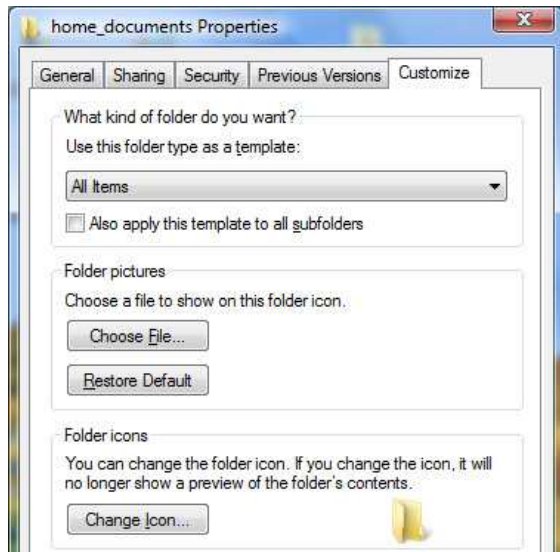 home_documents Properties
X
General Sharing Security Previous Versions Customize
What kind of folder do you want?
Use this folder type as a template:
All Items
Also apply this template to all subfolders
Folder pictures
Choose a file to show on this folder icon.
Choose File...
Restore Default
Folder icons
You can change the folder icon. If you change the icon, it will
no longer show a preview of the folder's contents.
Change Icon...